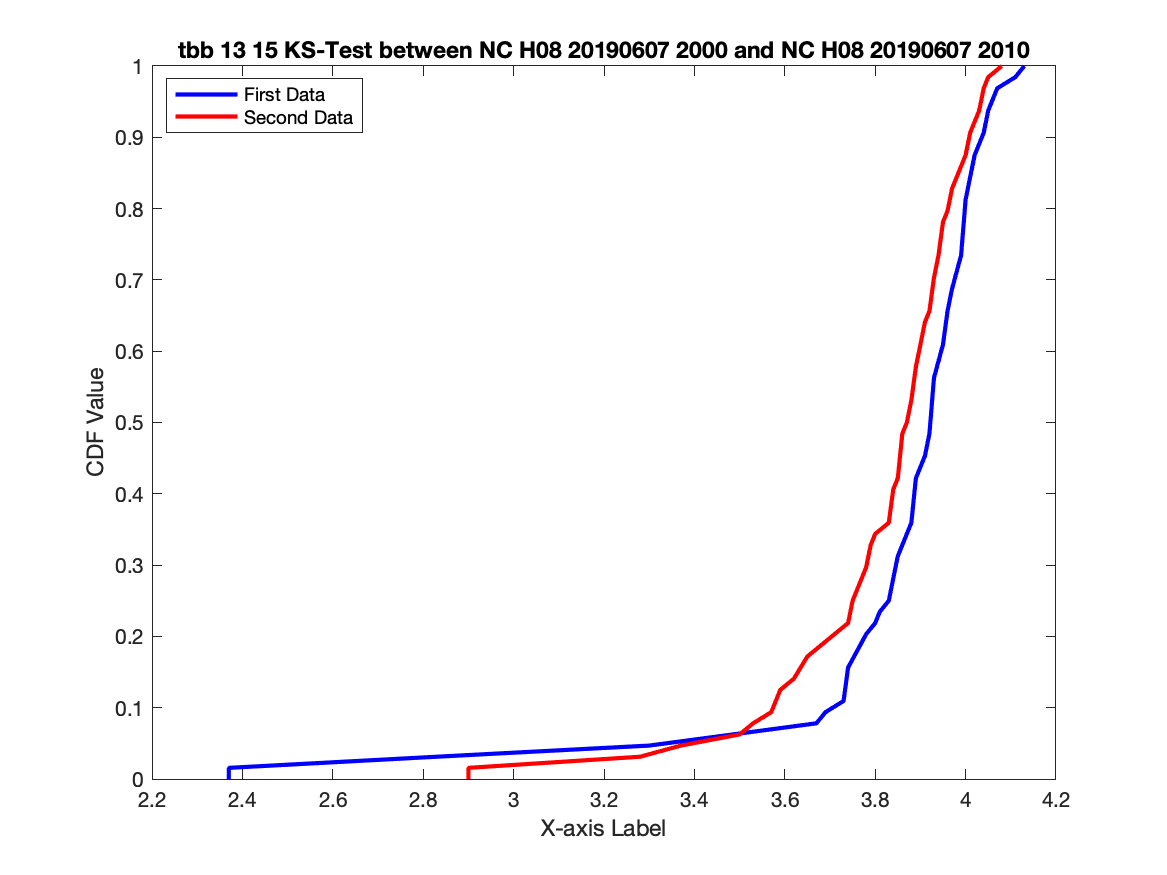 tbb 13 15 KS-Test between NC H08 20190607 2000 and NC H08 20190607 2010
First Data
Second Data
1
0.9
0.8
0.7
0.6
0.5
0.4
0.3
0.2
0.1
0
CDF Value
2.2 2.4 2.6 2.8 3 3.2 3.4 3.6 3.8 4 4.2
X-axis Label